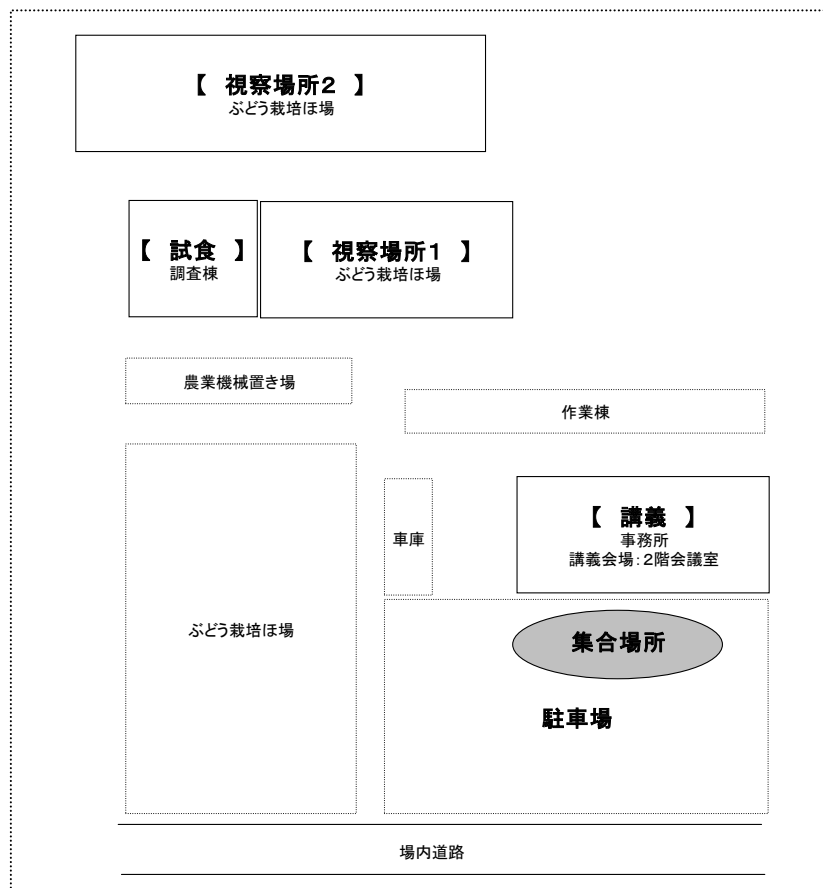 【 視察場所2 】
ぶどう栽培ほ場
【 試食 】
調査棟
【 視察場所1 】
ぶどう栽培ほ場
農業機械置き場
作業棟
車庫
【 講義 】
事務所
講義会場:2階会議室
ぶどう栽培ほ場
集合場所
駐車場
場内道路